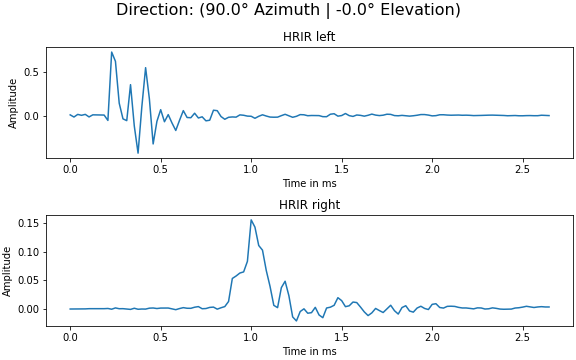 Direction: (90.0° Azimuth | -0.0° Elevation)
HRIR left
Amplitude
0.5
0.0
0.0 0.5 1.0 1.5 2.0 2.5
Time in ms
HRIR right
Amplitude
0.15
0.10
0.05
0.00
0.0 0.5 1.0 1.5 2.0 2.5
Time in ms